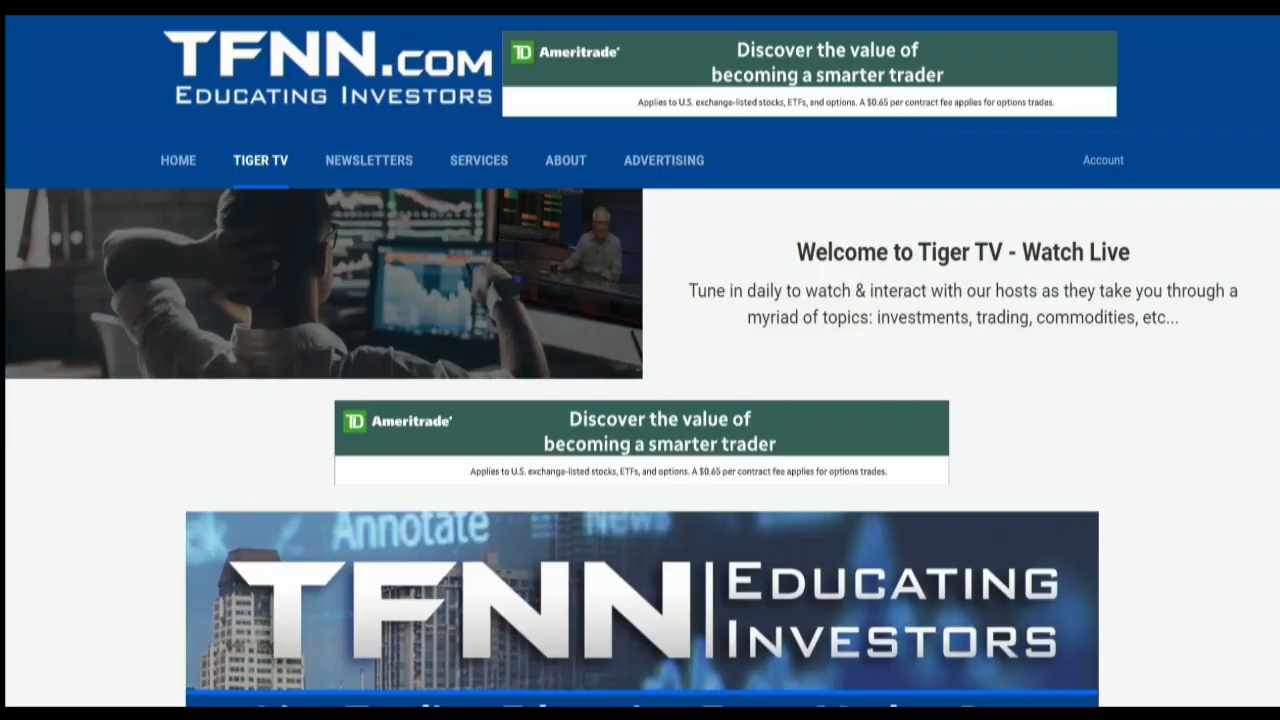 TFNN.COM
EDUCATING INVESTORS
TD Ameritrade
Discover the value of
becoming a smarter trader
Applies to U.S. exchange-listed stocks, ETFs, and options. A $0.65 per contract fee applies for options trades.
HOME TIGER TV NEWSLETTERS SERVICES ABOUT ADVERTISING Account
Welcome to Tiger TV - Watch Live
Tune in daily to watch & interact with our hosts as they take you through a
myriad of topics: investments, trading, commodities, etc...
TD Ameritrade
Discover the value of
becoming a smarter trader
Applies to U.S. exchange-listed stocks, ETFs, and options. A $0.65 per contract fee applies for options trades.
Annotate News
TFNN EDUCATING
INVESTORS